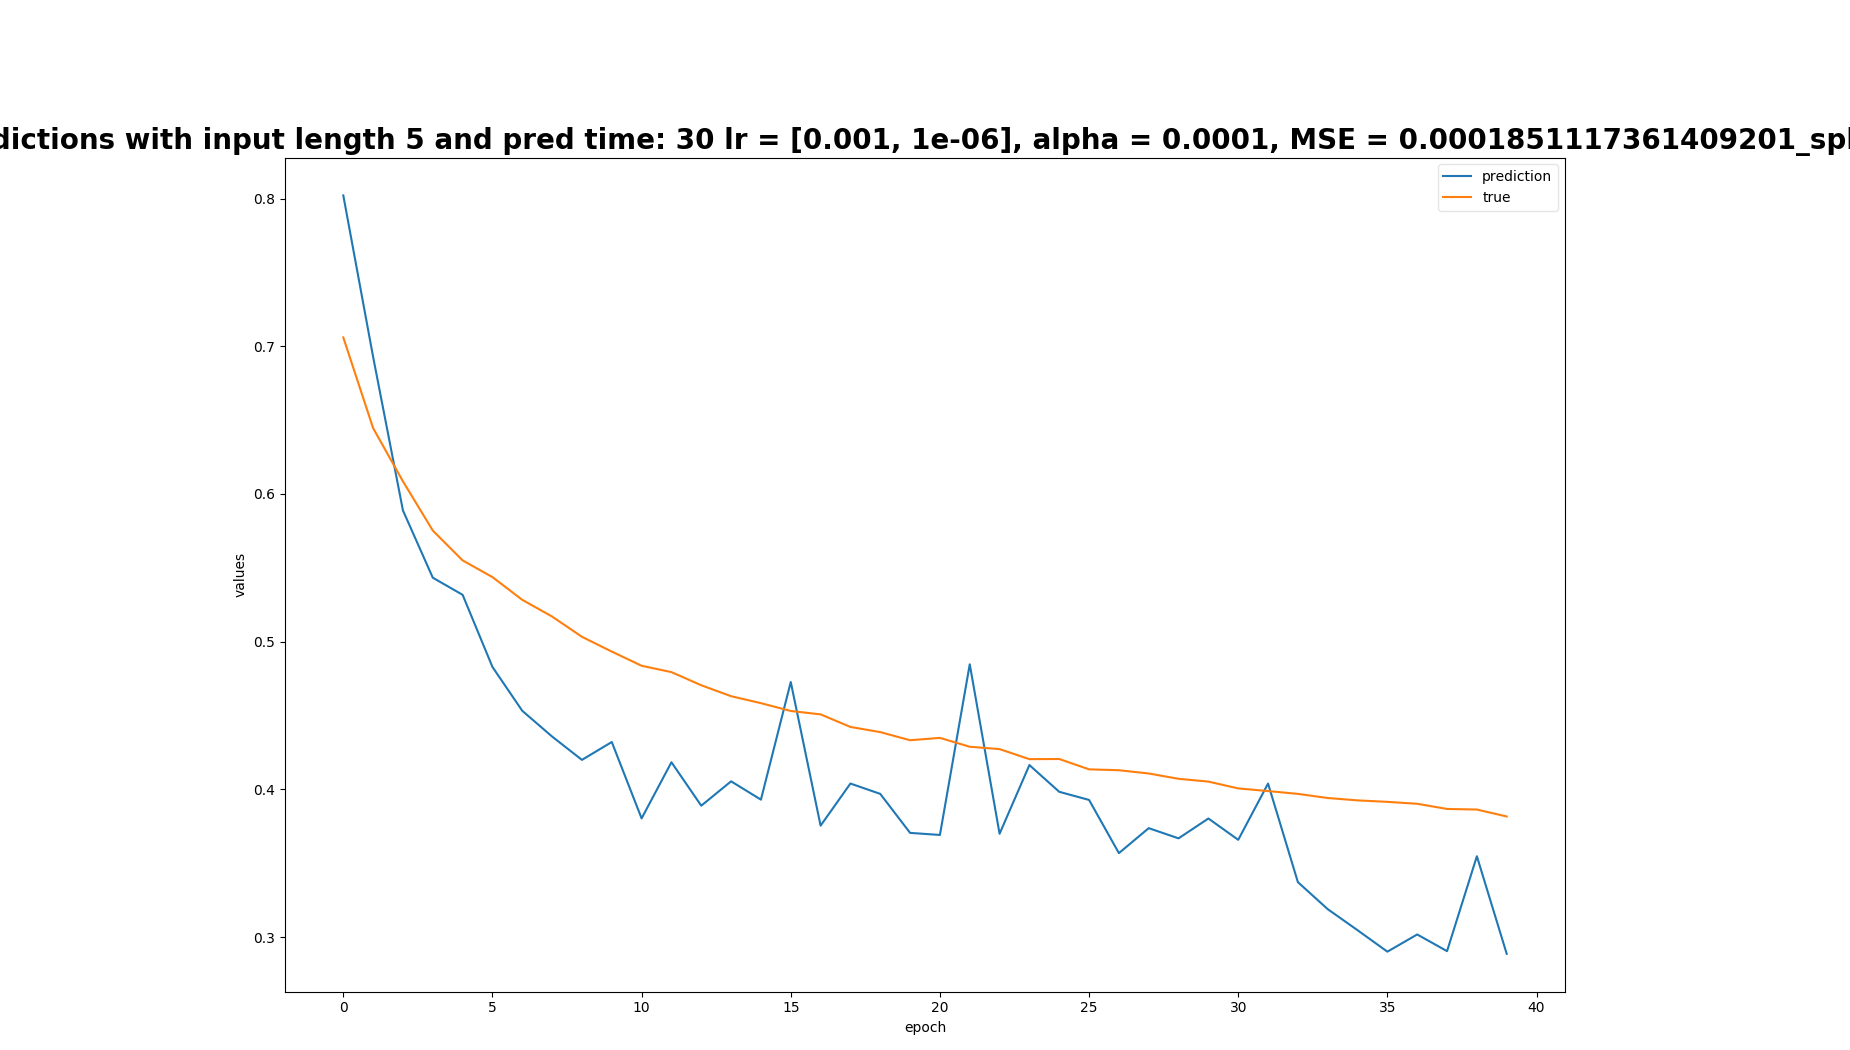 dictions with input length 5 and pred time: 30 lr = [0.001, 1e-06], alpha = 0.0001, MSE = 0.0001851117361409201_spl
prediction
true
0.8
0.7
0.6
0.5
0.4
0.3
values
0 5 10 15 20 25 30 35 40
epoch